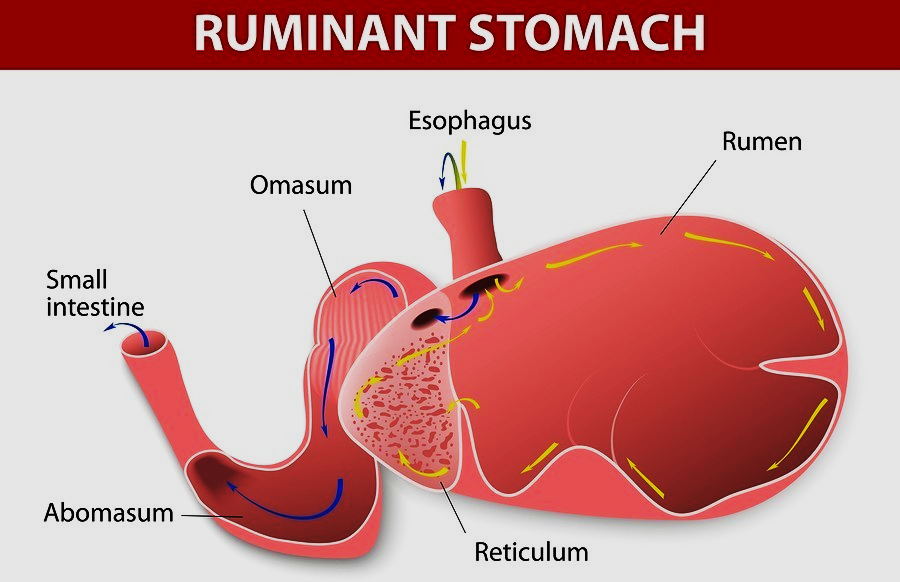 RUMINANT STOMACH
Esophagus
Rumen
Omasum
Small
intestine
Abomasum
Reticulum